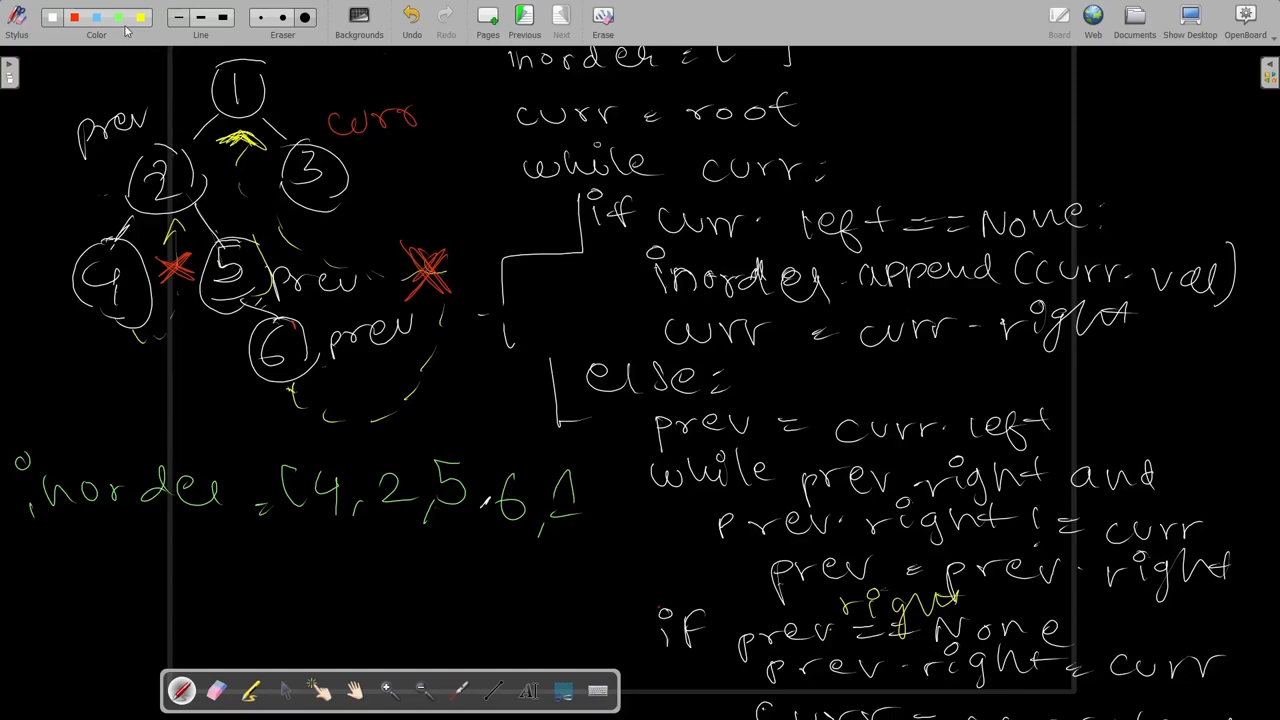 Stylus Color Line Eraser Backgrounds Undo Redo Pages Previous Next Erase Board Web Documents Show Desktop OpenBoard
inorder = [ ]
curr = root
while curr:
if curr. left == None:
inorder.append(curr. val)
curr = curr. right
else:
prev = curr.left
while prev.right and
prev.right != curr
prev = prev.right
right
if prev == None
prev.right = curr
1
prev
curr
2
3
4
5
prev
6
prev
inorder = [4, 2, 5, 6, 1